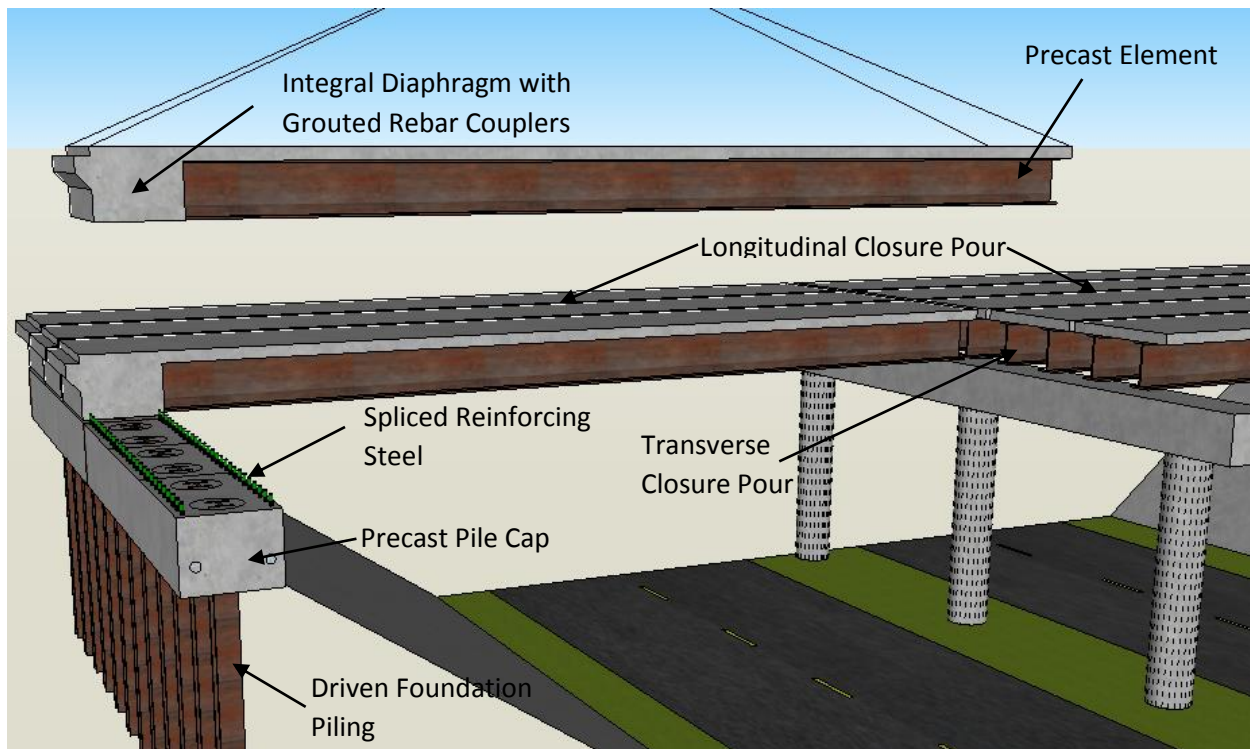 Precast Element
Integral Diaphragm with
Grouted Rebar Couplers
Longitudinal Closure Pour
Spliced Reinforcing
Steel
Transverse
Closure Pour
Precast Pile Cap
Driven Foundation
Piling